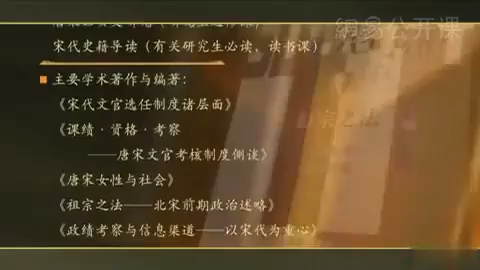 網易公开课
宋代史籍导读（有关研究生必读、读书课）
■ 主要学术著作与编著：
《宋代文官选任制度诸层面》
《课绩·资格·考察
——唐宋文官考核制度侧谈》
《唐宋女性与社会》
《祖宗之法——北宋前期政治述略》
《政绩考察与信息渠道——以宋代为重心》